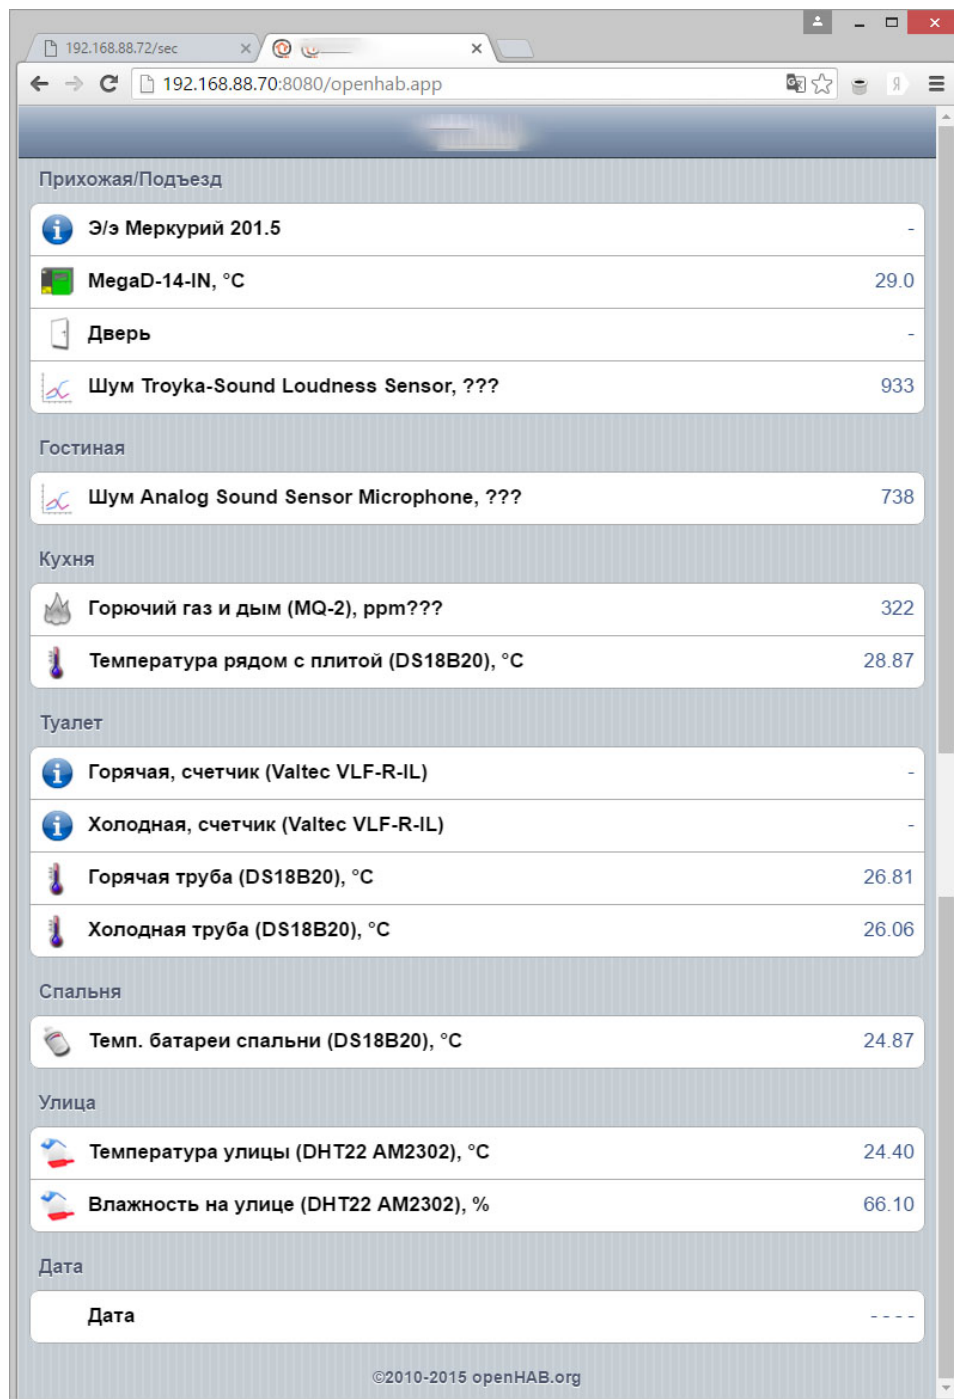 192.168.88.72/sec
192.168.88.70:8080/openhab.app
Прихожая/Подъезд
Э/э Меркурий 201.5 -
MegaD-14-IN, °C 29.0
Дверь -
Шум Troyka-Sound Loudness Sensor, ??? 933
Гостиная
Шум Analog Sound Sensor Microphone, ??? 738
Кухня
Горючий газ и дым (MQ-2), ppm??? 322
Температура рядом с плитой (DS18B20), °C 28.87
Туалет
Горячая, счетчик (Valtec VLF-R-IL) -
Холодная, счетчик (Valtec VLF-R-IL) -
Горячая труба (DS18B20), °C 26.81
Холодная труба (DS18B20), °C 26.06
Спальня
Темп. батареи спальни (DS18B20), °C 24.87
Улица
Температура улицы (DHT22 AM2302), °C 24.40
Влажность на улице (DHT22 AM2302), % 66.10
Дата
Дата - - - -
©2010-2015 openHAB.org